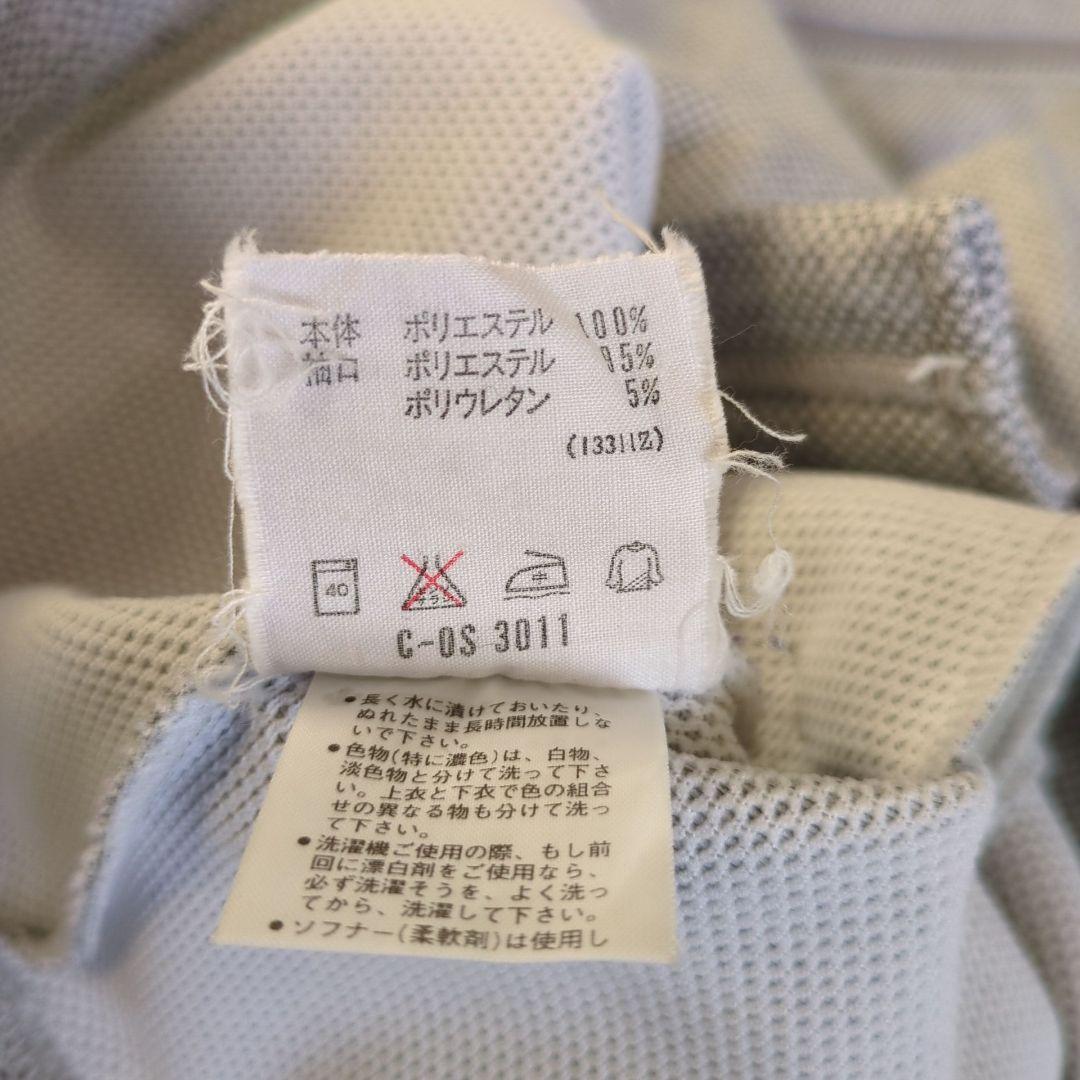 本体 ポリエステル 100%
袖口 ポリエステル 95%
ポリウレタン 5%
(13311Z)
40
サラシ
中
C-OS 3011
●長く水に漬けておいたり、
ぬれたまま長時間放置しな
いで下さい。
●色物(特に濃色)は、白物、
淡色物と分けて洗って下さ
い。上衣と下衣で色の組合
せの異なる物も分けて洗っ
て下さい。
●洗濯機ご使用の際、もし前
回に漂白剤をご使用なら、
必ず洗濯そうを、よく洗っ
てから、洗濯して下さい。
●ソフナー(柔軟剤)は使用し